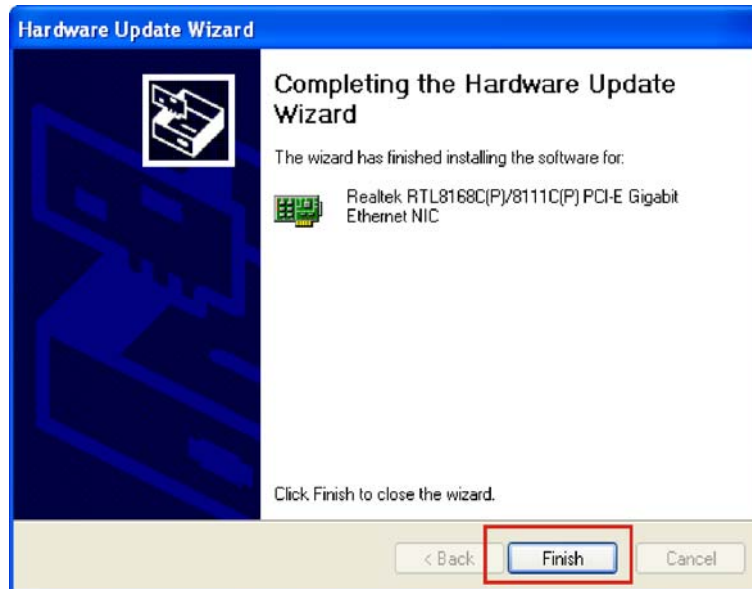 Hardware Update Wizard
Completing the Hardware Update
Wizard
The wizard has finished installing the software for:
Realtek RTL8168C(P)/8111C(P) PCI-E Gigabit
Ethernet NIC
Click Finish to close the wizard.
< Back
Finish
Cancel